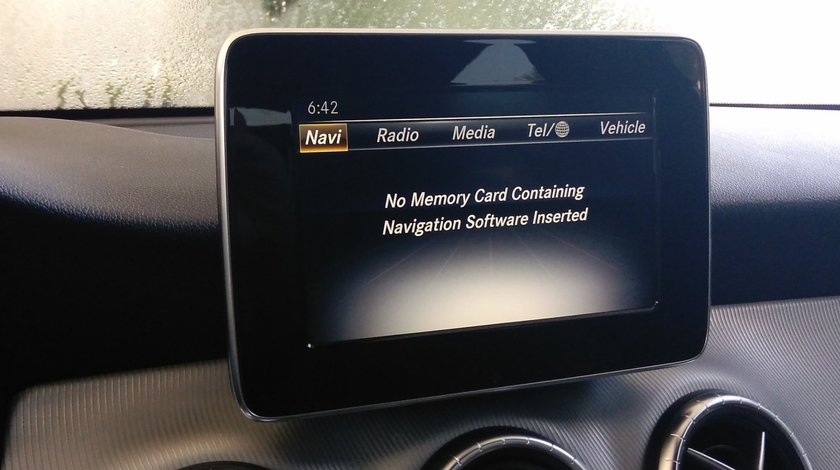 6:42
Navi Radio Media Tel/ Vehicle
No Memory Card Containing
Navigation Software Inserted